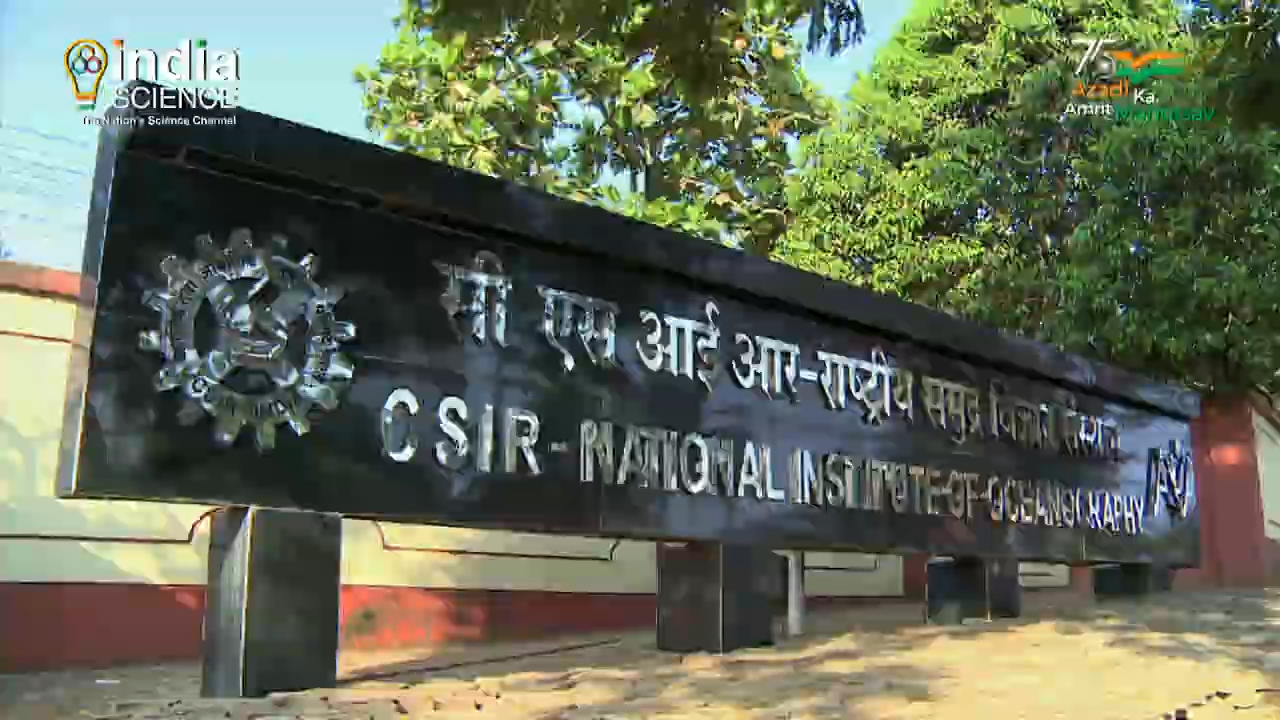 india
SCIENCE
The Nation's Science Channel
75
Azadi Ka
Amrit Mahotsav
सी एस आई आर-राष्ट्रीय समुद्र विज्ञान संस्थान
CSIR-NATIONAL INSTITUTE OF OCEANOGRAPHY